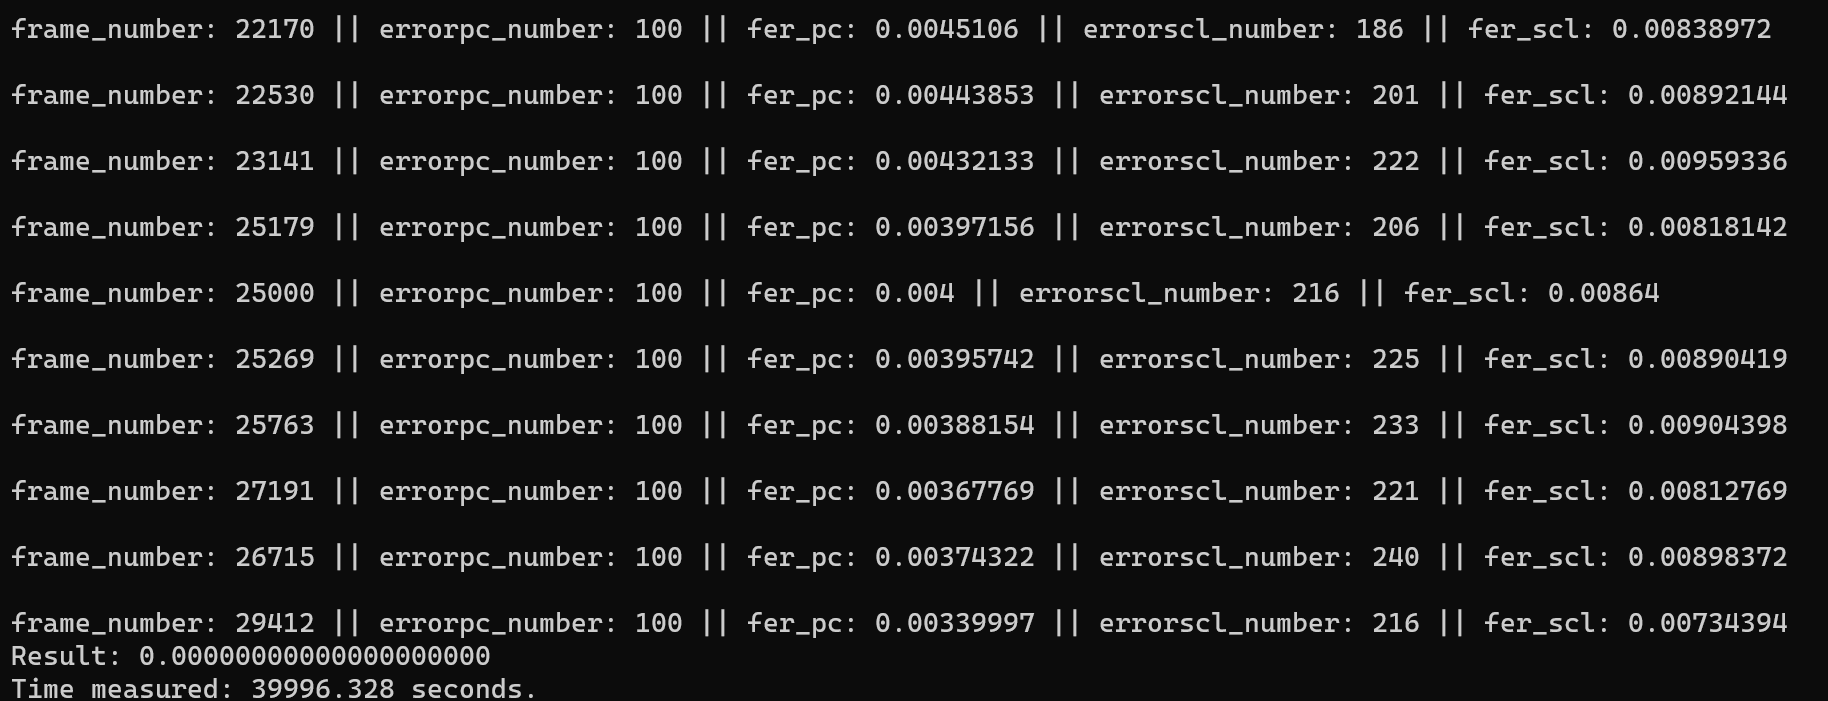 frame_number: 22170 || errorpc_number: 100 || fer_pc: 0.0045106 || errorscl_number: 186 || fer_scl: 0.00838972
frame_number: 22530 || errorpc_number: 100 || fer_pc: 0.00443853 || errorscl_number: 201 || fer_scl: 0.00892144
frame_number: 23141 || errorpc_number: 100 || fer_pc: 0.00432133 || errorscl_number: 222 || fer_scl: 0.00959336
frame_number: 25179 || errorpc_number: 100 || fer_pc: 0.00397156 || errorscl_number: 206 || fer_scl: 0.00818142
frame_number: 25000 || errorpc_number: 100 || fer_pc: 0.004 || errorscl_number: 216 || fer_scl: 0.00864
frame_number: 25269 || errorpc_number: 100 || fer_pc: 0.00395742 || errorscl_number: 225 || fer_scl: 0.00890419
frame_number: 25763 || errorpc_number: 100 || fer_pc: 0.00388154 || errorscl_number: 233 || fer_scl: 0.00904398
frame_number: 27191 || errorpc_number: 100 || fer_pc: 0.00367769 || errorscl_number: 221 || fer_scl: 0.00812769
frame_number: 26715 || errorpc_number: 100 || fer_pc: 0.00374322 || errorscl_number: 240 || fer_scl: 0.00898372
frame_number: 29412 || errorpc_number: 100 || fer_pc: 0.00339997 || errorscl_number: 216 || fer_scl: 0.00734394
Result: 0.00000000000000000000
Time measured: 39996.328 seconds.